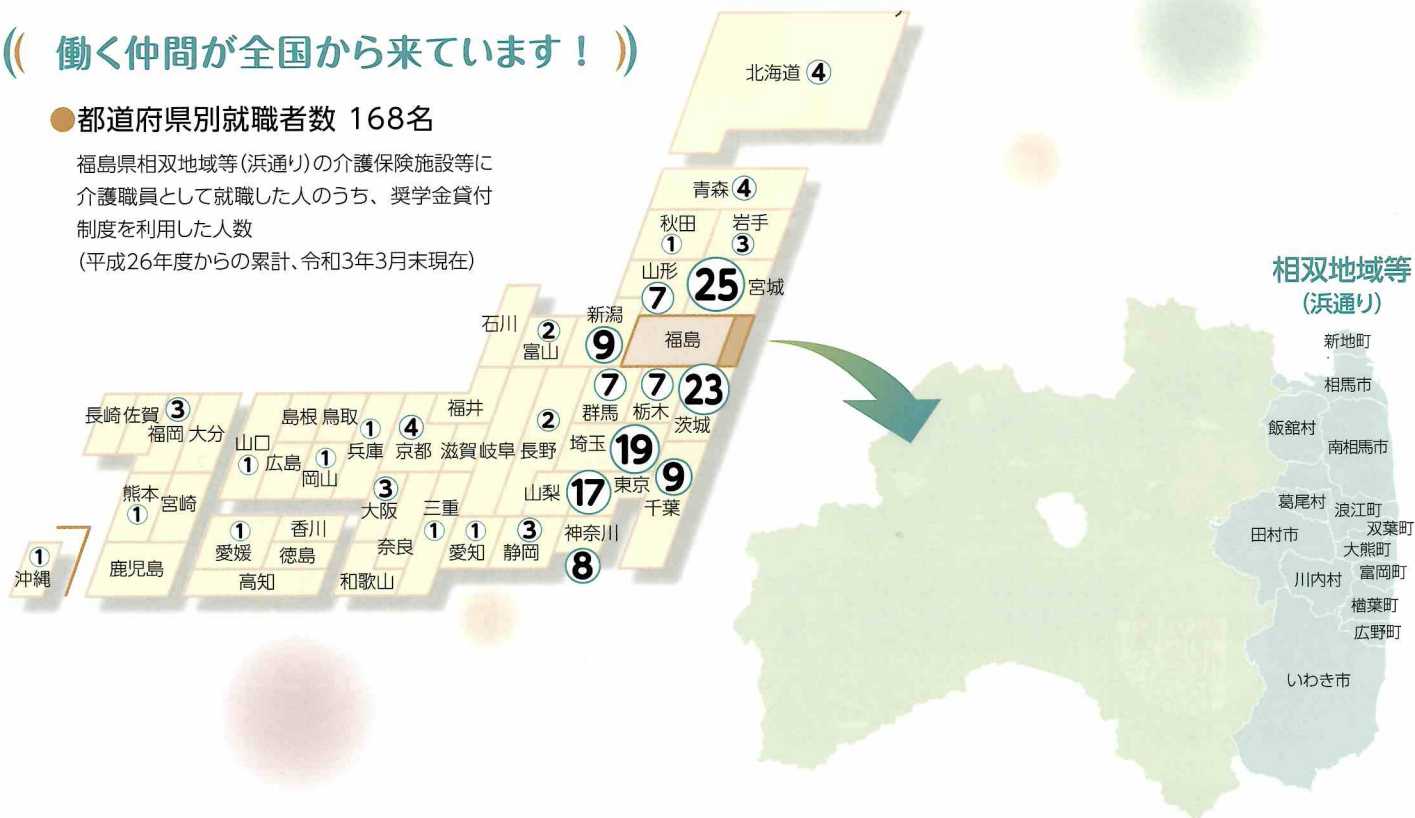 働く仲間が全国から来ています！
●都道府県別就職者数 168名
福島県相双地域等(浜通り)の介護保険施設等に
介護職員として就職した人のうち、奨学金貸付
制度を利用した人数
(平成26年度からの累計、令和3年3月末現在)
北海道 4
青森 4
秋田 1
岩手 3
山形 7
25 宮城
福島
新潟 9
石川
2 富山
7 群馬
7 栃木
23 茨城
埼玉 19
東京 17
9 千葉
神奈川 8
山梨
2 長野
岐阜
福井
滋賀
4 京都
1 兵庫
鳥取
島根
1 岡山
広島
山口 1
3 大阪
奈良
和歌山
三重 1
1 愛知
3 静岡
香川
徳島
1 愛媛
高知
長崎
佐賀
3 福岡
大分
熊本 1
宮崎
鹿児島
1 沖縄
相双地域等
(浜通り)
新地町
相馬市
飯舘村
南相馬市
葛尾村
浪江町
双葉町
田村市
大熊町
富岡町
川内村
楢葉町
広野町
いわき市